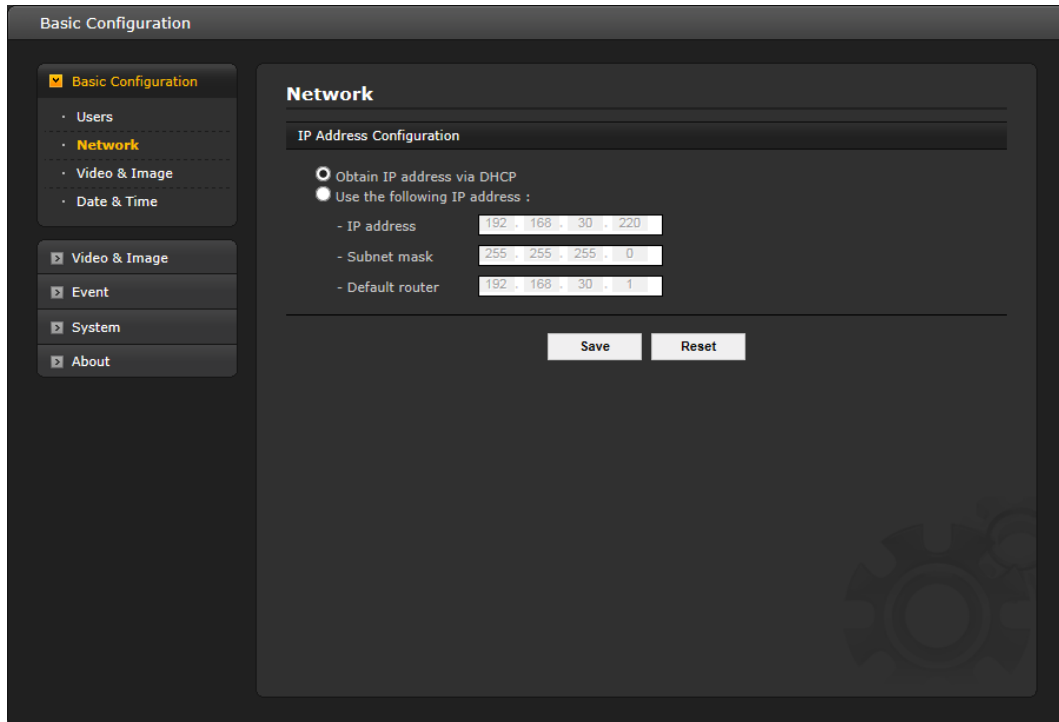 Basic Configuration
Basic Configuration
· Users
· Network
· Video & Image
· Date & Time
Video & Image
Event
System
About
Network
IP Address Configuration
Obtain IP address via DHCP
Use the following IP address :
- IP address 192 . 168 . 30 . 220
- Subnet mask 255 . 255 . 255 . 0
- Default router 192 . 168 . 30 . 1
Save Reset